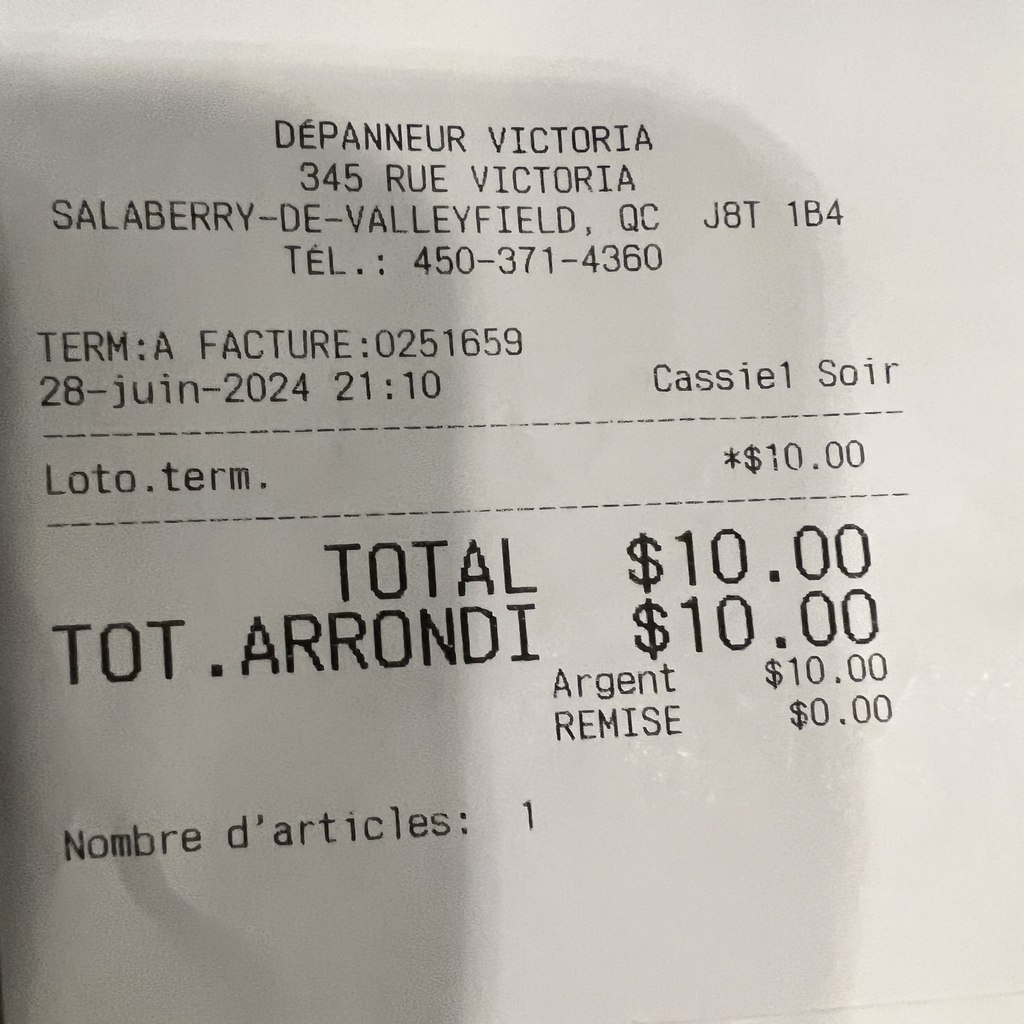 DÉPANNEUR VICTORIA
345 RUE VICTORIA
SALABERRY-DE-VALLEYFIELD, QC J8T 1B4
TÉL.: 450-371-4360
TERM:A FACTURE:0251659
28-juin-2024 21:10 Cassie1 Soir
Loto.term. *$10.00
TOTAL $10.00
TOT.ARRONDI $10.00
Argent $10.00
REMISE $0.00
Nombre d'articles: 1